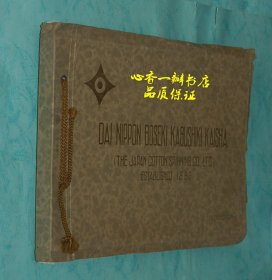 心香一瓣书店
品质保证
DAI NIPPON BOSEKI KABUSHIKI KAISHA
(THE JAPAN COTTON SPINNING CO., LTD.)
ESTABLISHED 1889